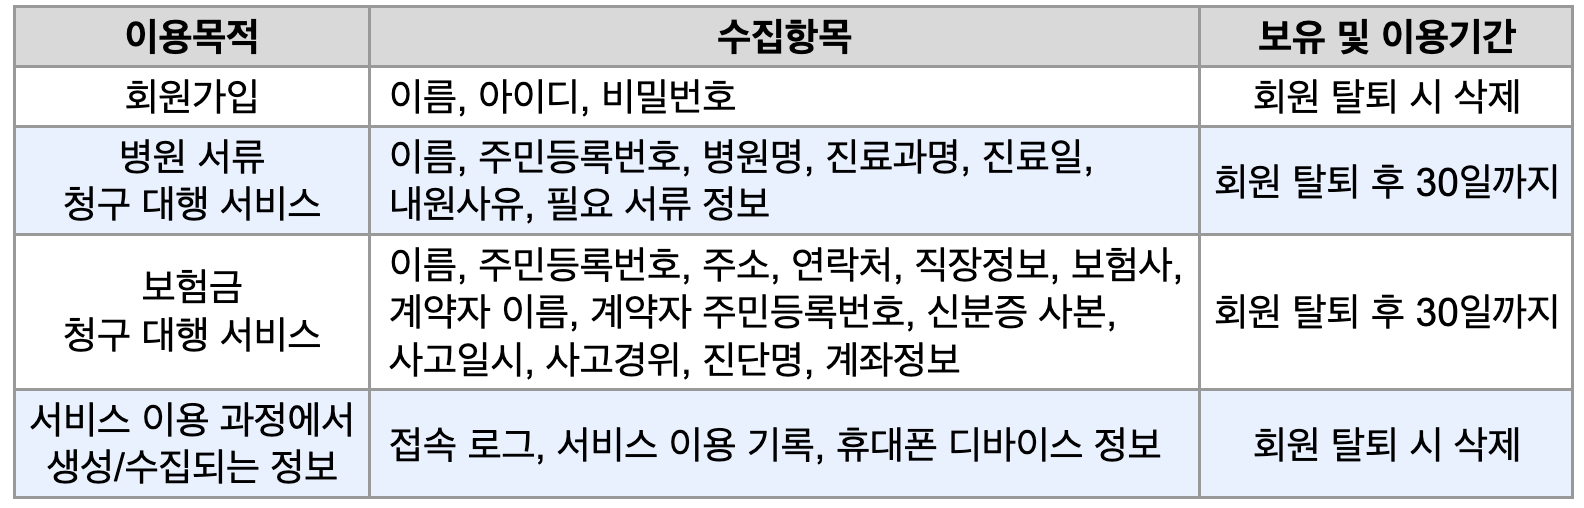 이용목적
수집항목
보유 및 이용기간
회원가입
이름, 아이디, 비밀번호
회원 탈퇴 시 삭제
병원 서류
청구 대행 서비스
이름, 주민등록번호, 병원명, 진료과명, 진료일,
내원사유, 필요 서류 정보
회원 탈퇴 후 30일까지
보험금
청구 대행 서비스
이름, 주민등록번호, 주소, 연락처, 직장정보, 보험사,
계약자 이름, 계약자 주민등록번호, 신분증 사본,
사고일시, 사고경위, 진단명, 계좌정보
회원 탈퇴 후 30일까지
서비스 이용 과정에서
생성/수집되는 정보
접속 로그, 서비스 이용 기록, 휴대폰 디바이스 정보
회원 탈퇴 시 삭제